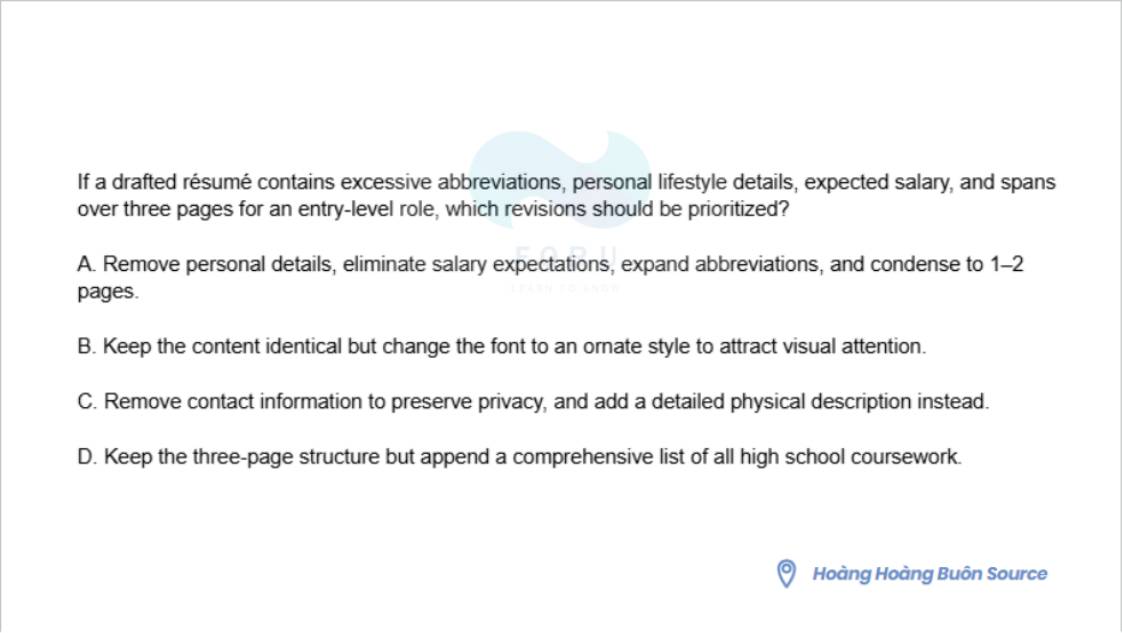 If a drafted résumé contains excessive abbreviations, personal lifestyle details, expected salary, and spans
over three pages for an entry-level role, which revisions should be prioritized?
FORU
LEARN TO KNOW
A. Remove personal details, eliminate salary expectations, expand abbreviations, and condense to 1–2
pages.
B. Keep the content identical but change the font to an ornate style to attract visual attention.
C. Remove contact information to preserve privacy, and add a detailed physical description instead.
D. Keep the three-page structure but append a comprehensive list of all high school coursework.
Hoàng Hoàng Buôn Source